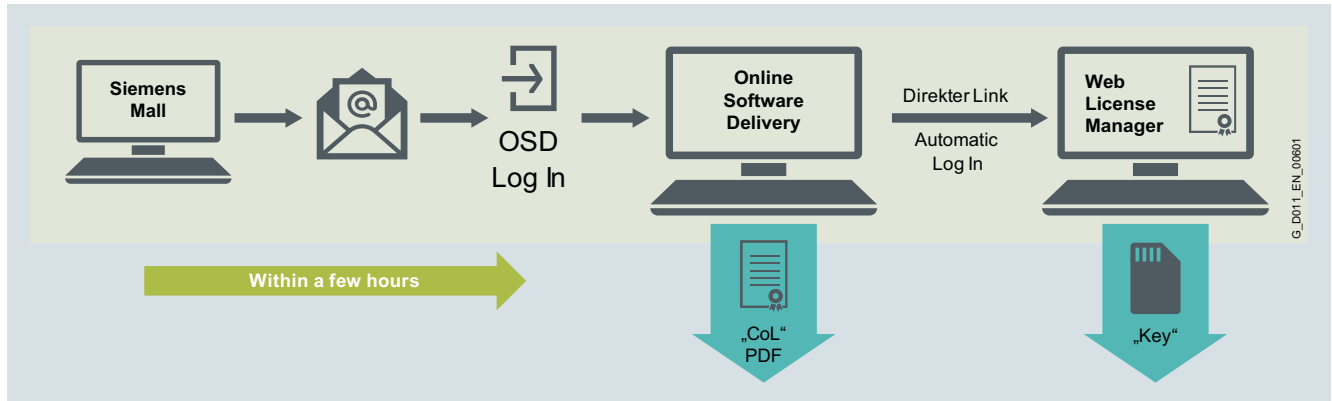 Siemens
Mall
@
OSD
Log In
Online
Software
Delivery
Direkter Link
Automatic
Log In
Web
License
Manager
G_D011_EN_00601
Within a few hours
„CoL“
PDF
„Key“